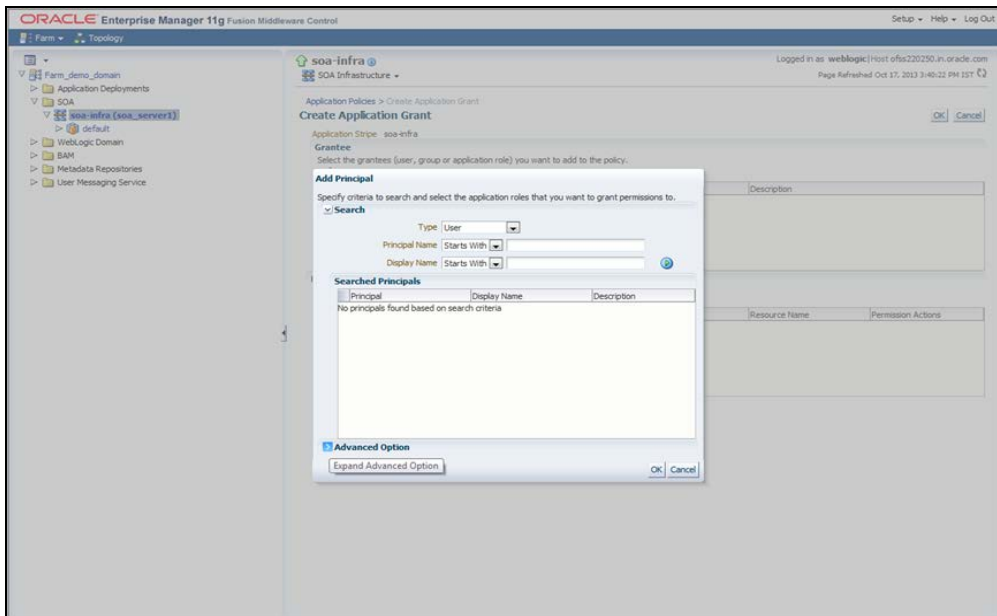 ORACLE Enterprise Manager 11g Fusion Middleware Control
Setup Help Log Out
Farm Topology
Farm_demo_domain
Application Deployments
SOA
soa-infra (soa_server1)
default
WebLogic Domain
BAM
Metadata Repositories
User Messaging Service
soa-infra
SOA Infrastructure
Logged in as weblogic|Host ofss220250.in.oracle.com
Page Refreshed Oct 17, 2013 3:40:22 PM IST
Application Policies > Create Application Grant
Create Application Grant
OK Cancel
Application Stripe soa-infra
Grantee
Select the grantees (user, group or application role) you want to add to the policy.
Description
Resource Name Permission Actions
Add Principal
Specify criteria to search and select the application roles that you want to grant permissions to.
Search
Type User
Principal Name Starts With
Display Name Starts With
Searched Principals
Principal Display Name Description
No principals found based on search criteria
Advanced Option
Expand Advanced Option
OK Cancel